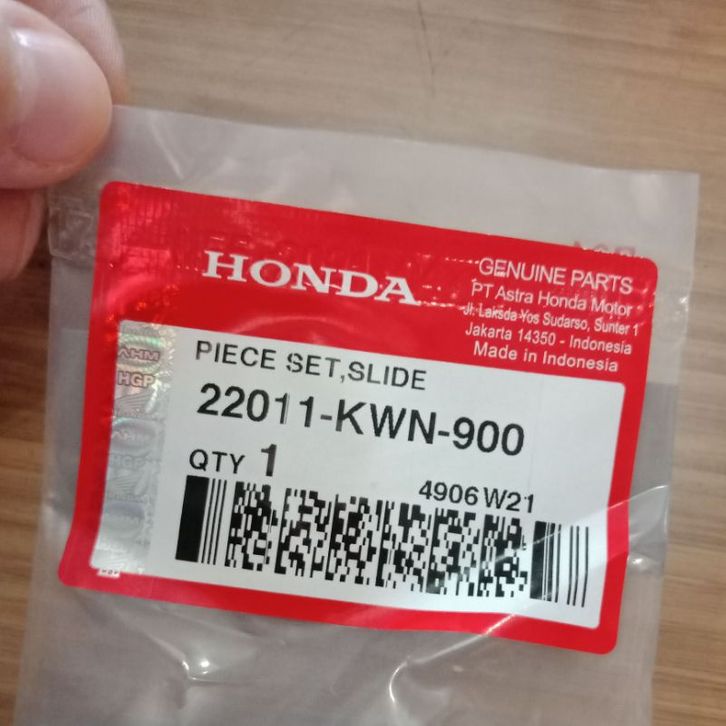 HONDA
GENUINE PARTS
PT Astra Honda Motor
Jl. Laksda Yos Sudarso, Sunter 1
Jakarta 14350 - Indonesia
Made in Indonesia
AHM
HGP
PIECE SET,SLIDE
22011-KWN-900
QTY 1
4906 W21